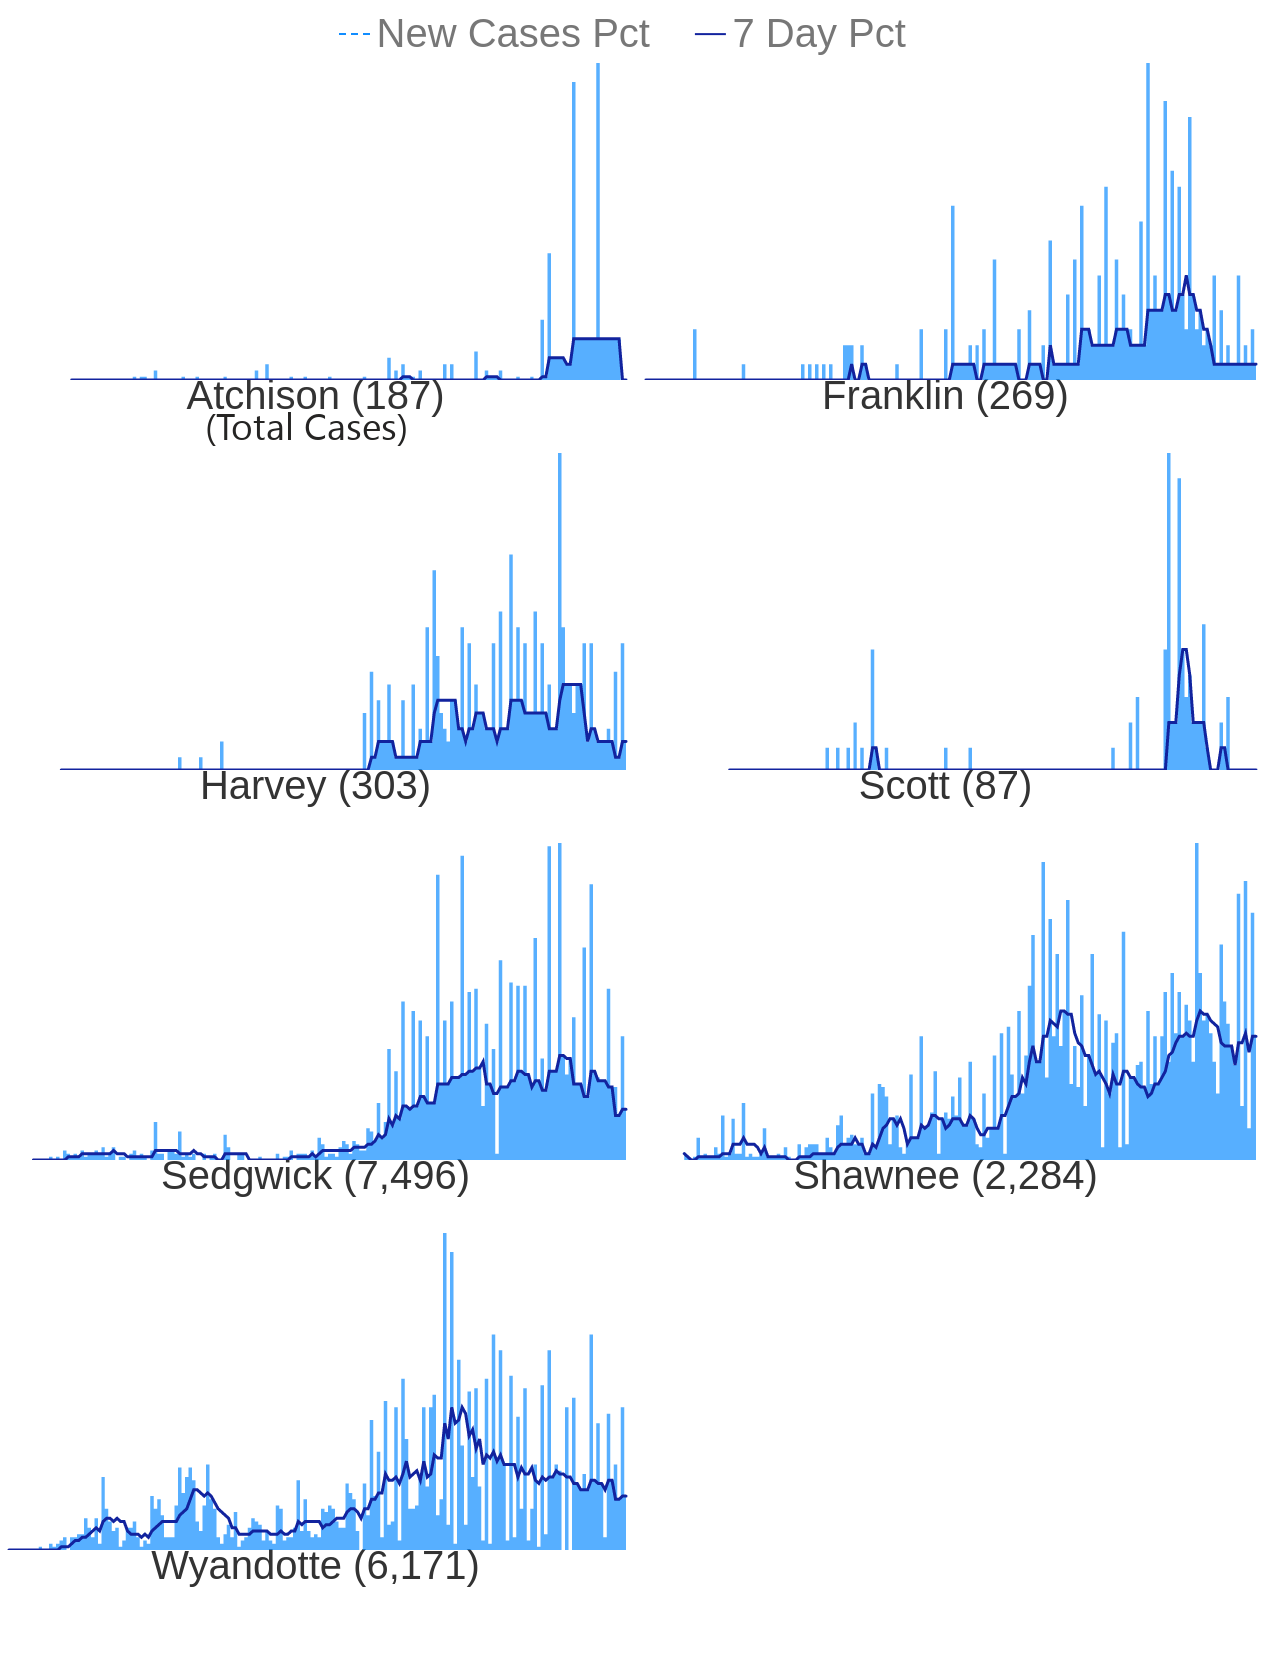 New Cases Pct 7 Day Pct
Atchison (187) Franklin (269)
(Total Cases)
Harvey (303) Scott (87)
Sedgwick (7,496) Shawnee (2,284)
Wyandotte (6,171)